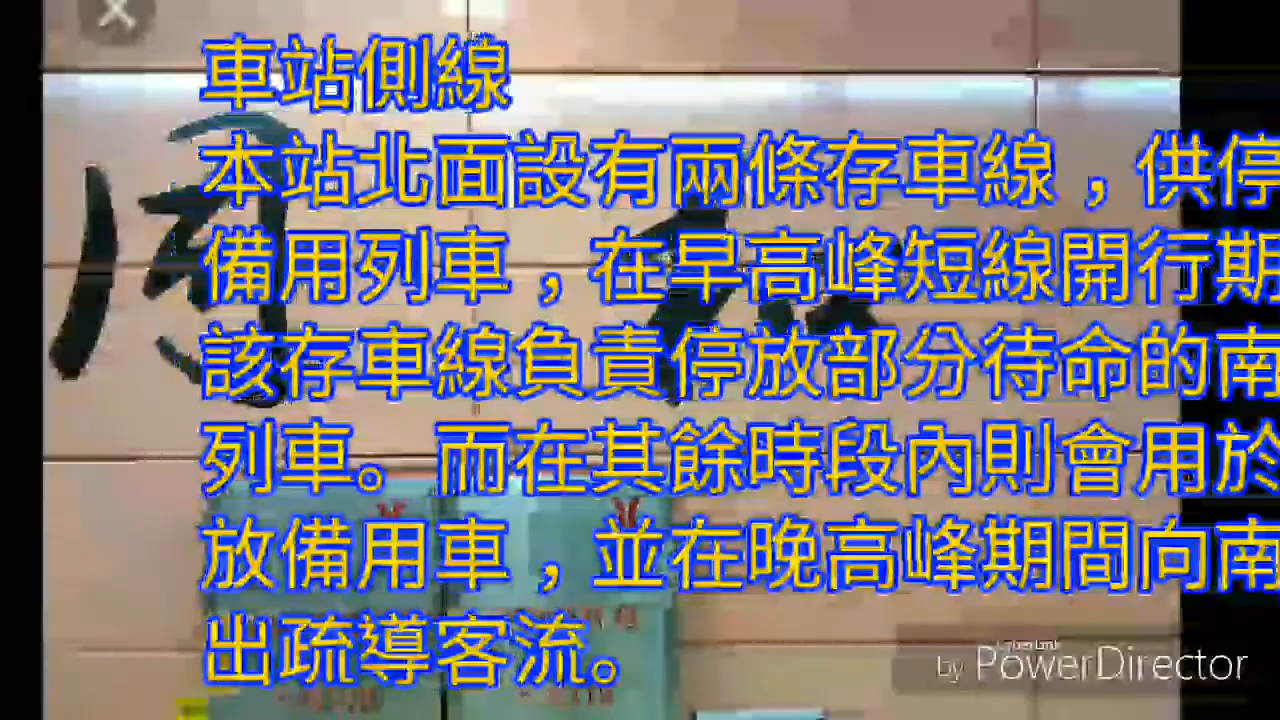 車站側線
本站北面設有兩條存車線，供停
備用列車，在早高峰短線開行期
該存車線負責停放部分待命的南
列車。而在其餘時段內則會用於
放備用車，並在晚高峰期間向南
出疏導客流。
by PowerDirector